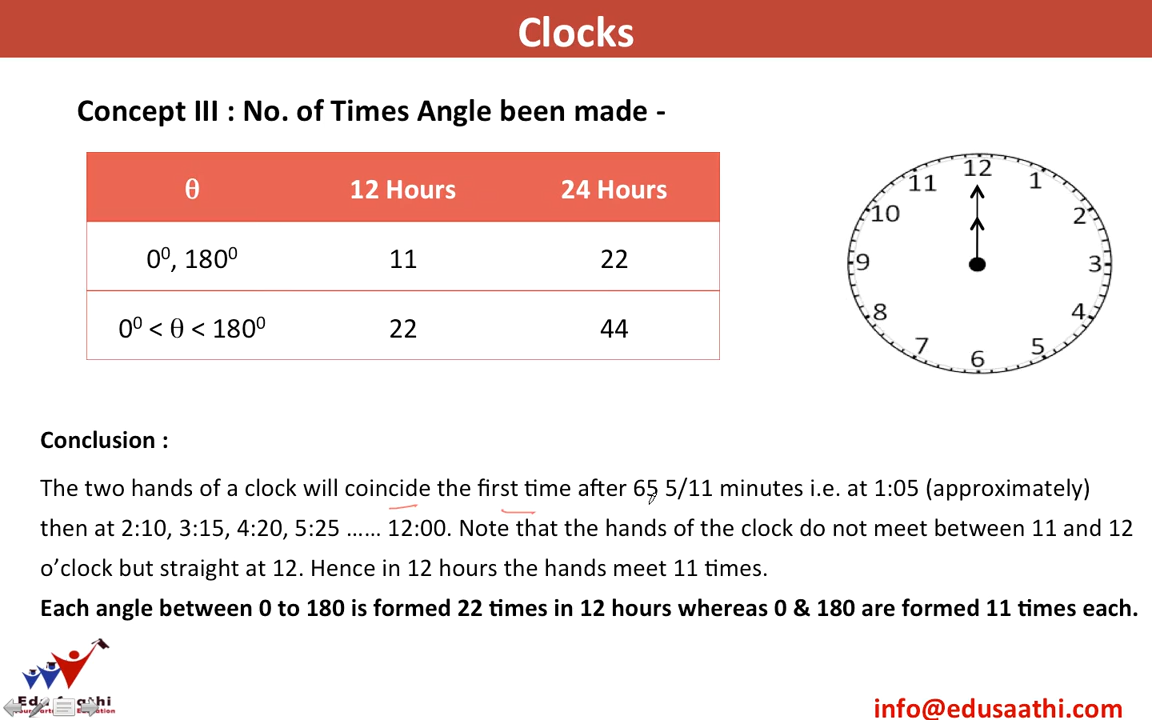 Clocks
Concept III : No. of Times Angle been made -
θ 12 Hours 24 Hours
0⁰, 180⁰ 11 22
0⁰ < θ < 180⁰ 22 44
12
11 1
10 2
9 3
8 4
7 5
6
Conclusion :
The two hands of a clock will coincide the first time after 65 5/11 minutes i.e. at 1:05 (approximately)
then at 2:10, 3:15, 4:20, 5:25 ...... 12:00. Note that the hands of the clock do not meet between 11 and 12
o’clock but straight at 12. Hence in 12 hours the hands meet 11 times.
Each angle between 0 to 180 is formed 22 times in 12 hours whereas 0 & 180 are formed 11 times each.
info@edusaathi.com